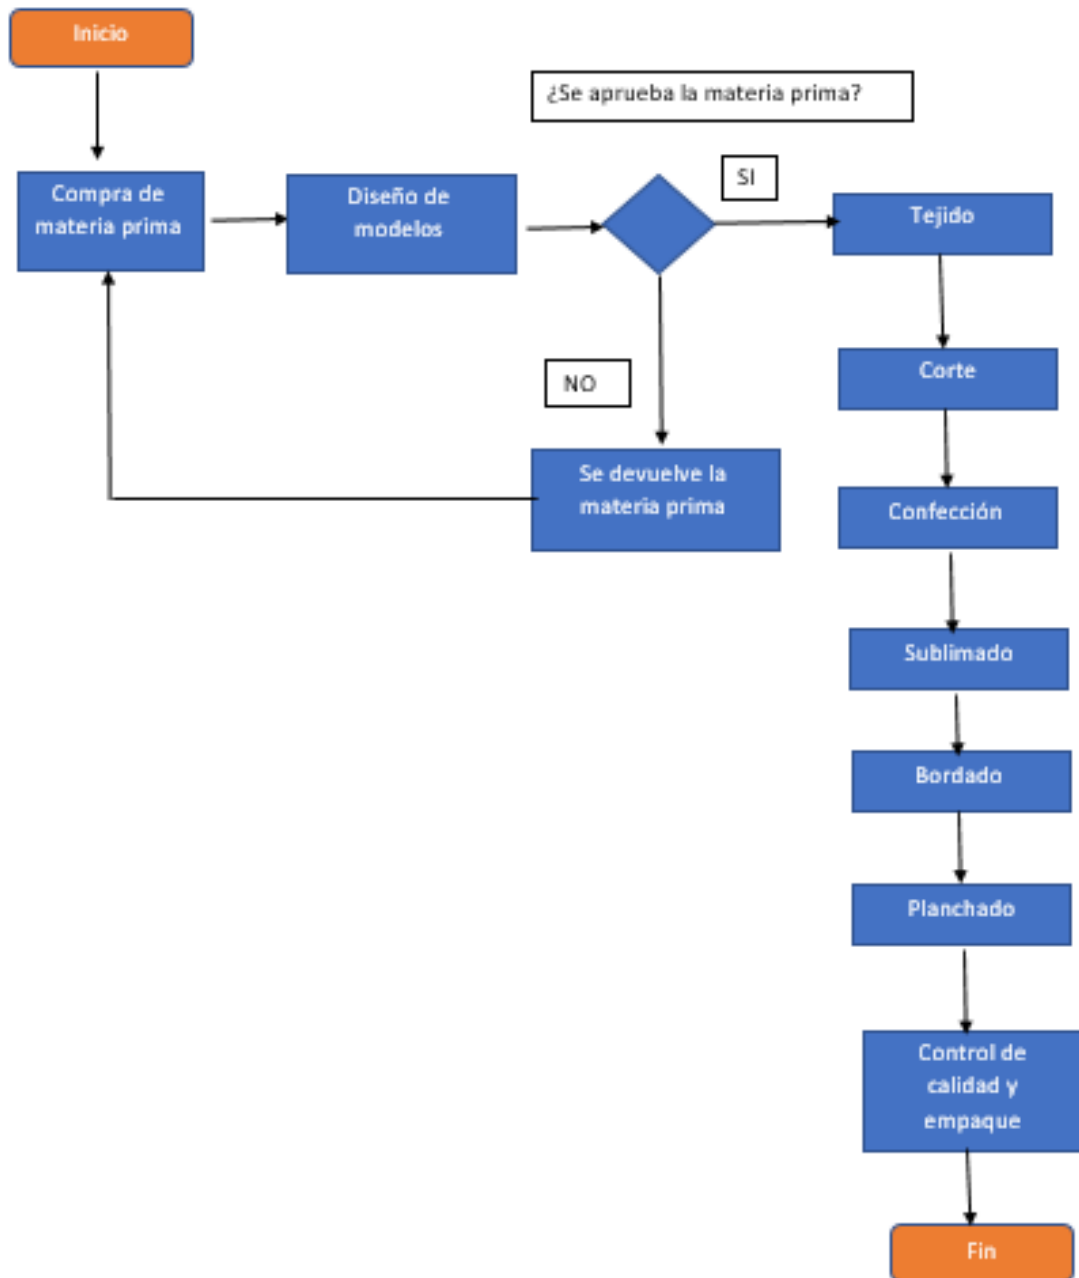 Inicio
¿Se aprueba la materia prima?
SI
Compra de
materia prima
Diseño de
modelos
Tejido
NO
Corte
Se devuelve la
materia prima
Confección
Sublimado
Bordado
Planchado
Control de
calidad y
empaque
Fin